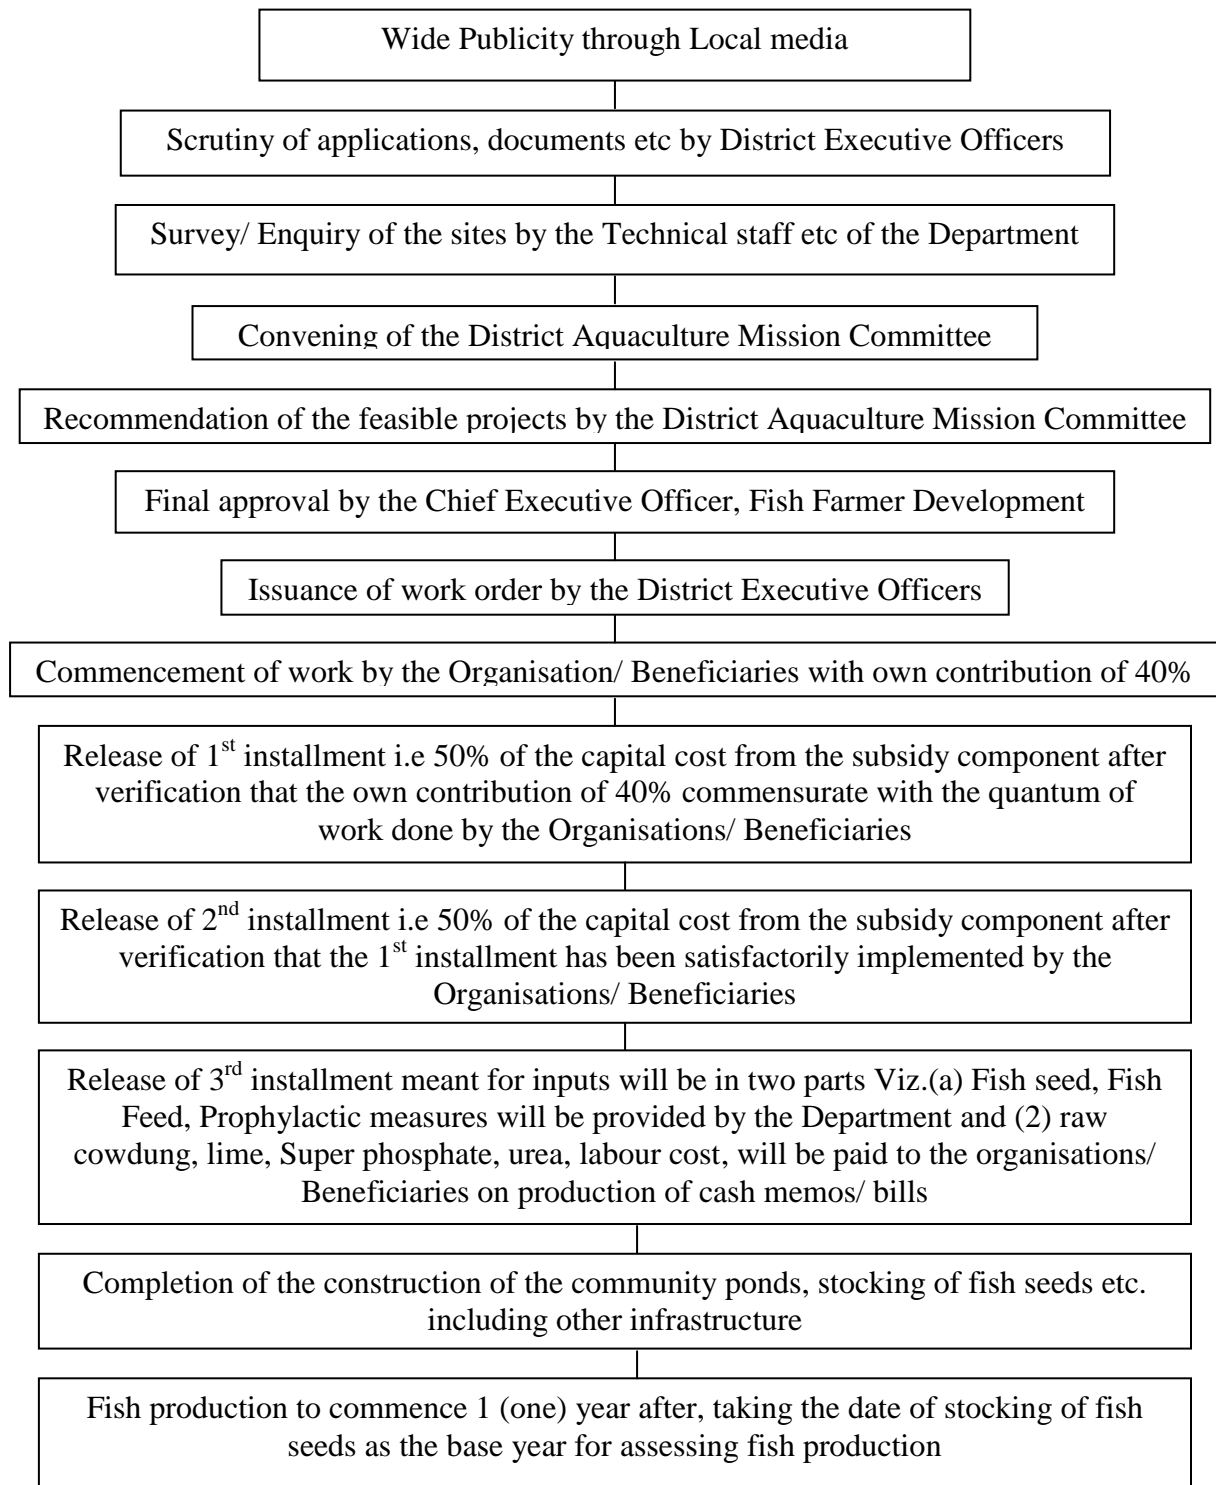 Wide Publicity through Local media
Scrutiny of applications, documents etc by District Executive Officers
Survey/ Enquiry of the sites by the Technical staff etc of the Department
Convening of the District Aquaculture Mission Committee
Recommendation of the feasible projects by the District Aquaculture Mission Committee
Final approval by the Chief Executive Officer, Fish Farmer Development
Issuance of work order by the District Executive Officers
Commencement of work by the Organisation/ Beneficiaries with own contribution of 40%
Release of 1st installment i.e 50% of the capital cost from the subsidy component after
verification that the own contribution of 40% commensurate with the quantum of
work done by the Organisations/ Beneficiaries
Release of 2nd installment i.e 50% of the capital cost from the subsidy component after
verification that the 1st installment has been satisfactorily implemented by the
Organisations/ Beneficiaries
Release of 3rd installment meant for inputs will be in two parts Viz.(a) Fish seed, Fish
Feed, Prophylactic measures will be provided by the Department and (2) raw
cowdung, lime, Super phosphate, urea, labour cost, will be paid to the organisations/
Beneficiaries on production of cash memos/ bills
Completion of the construction of the community ponds, stocking of fish seeds etc.
including other infrastructure
Fish production to commence 1 (one) year after, taking the date of stocking of fish
seeds as the base year for assessing fish production